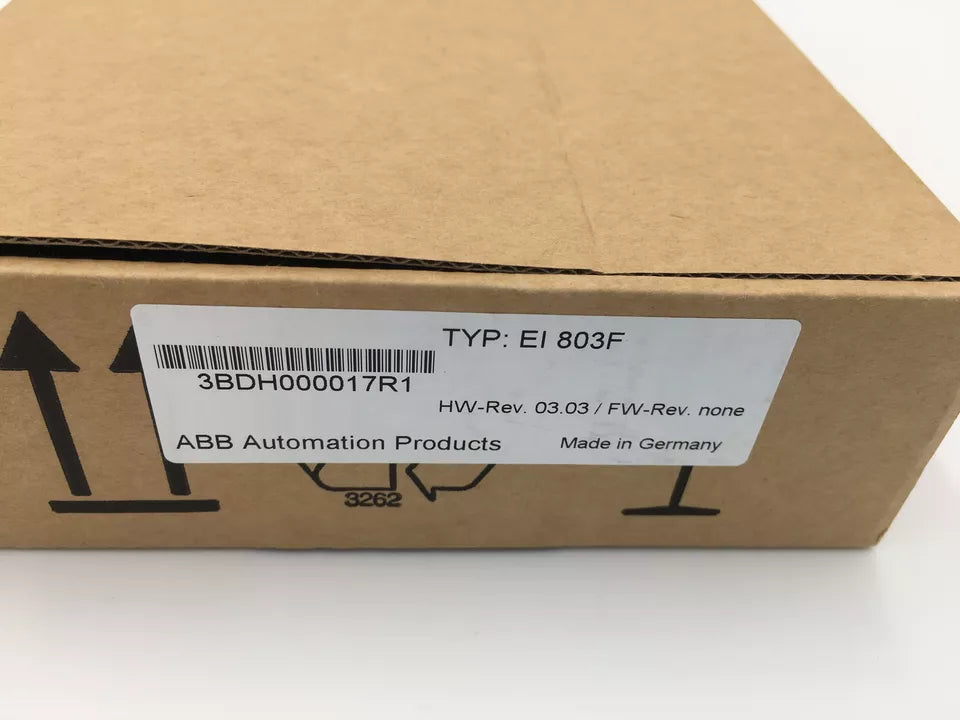 TYP: EI 803F
3BDH000017R1
HW-Rev. 03.03 / FW-Rev. none
ABB Automation Products
Made in Germany
3262